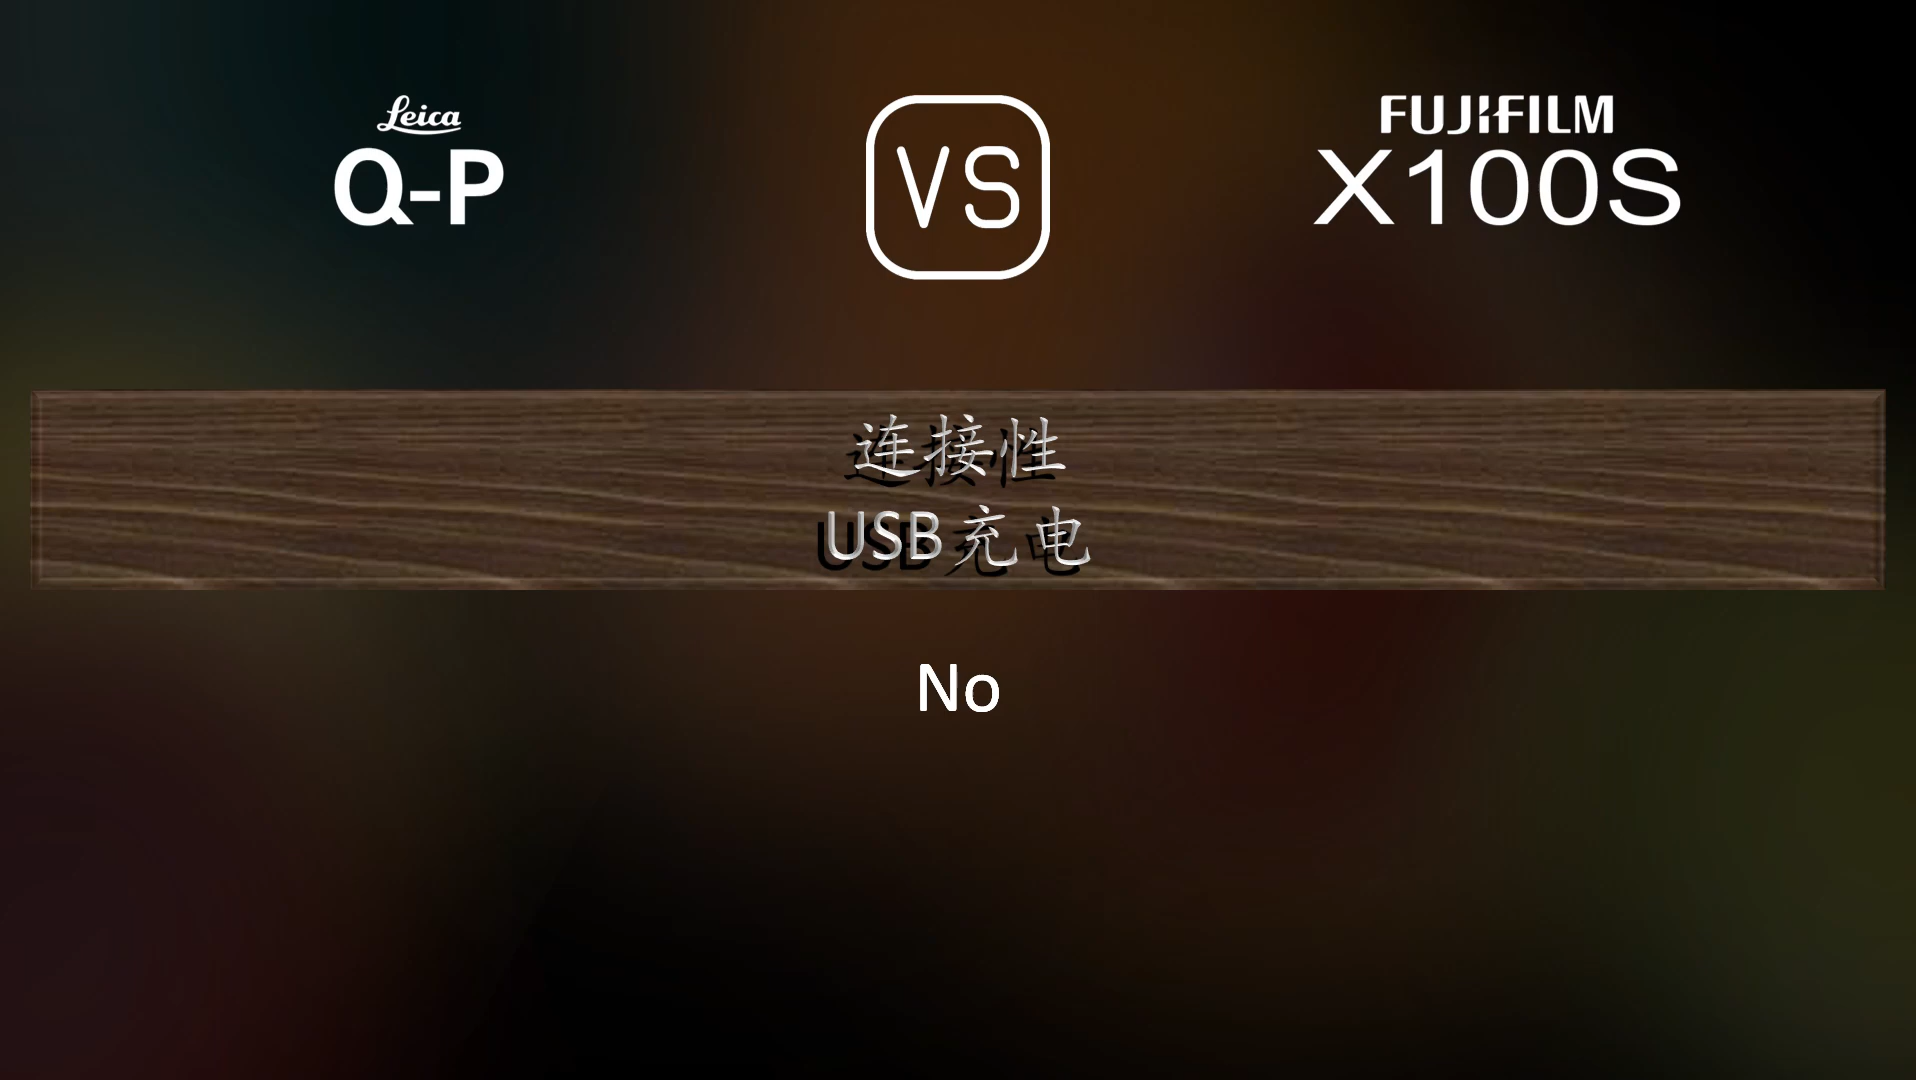 Leica
Q-P
VS
FUJIFILM
X100S
连接性
USB充电
No